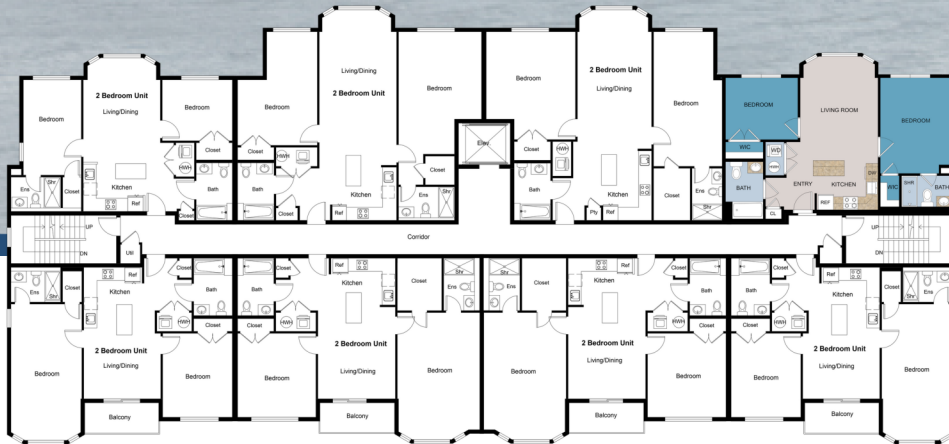 2 Bedroom Unit
Living/Dining
Bedroom
Bedroom
Closet
HWH
Bath
Kitchen
Ens
Shr
Closet
Ref
Closet
Living/Dining
2 Bedroom Unit
Bedroom
Bedroom
Closet
HWH
Bath
Closet
Kitchen
Ref
Closet
Ens
Shr
Elev
2 Bedroom Unit
Living/Dining
Bedroom
Bedroom
Closet
HWH
Bath
Kitchen
Pty
Ref
Closet
Ens
Shr
BEDROOM
LIVING ROOM
BEDROOM
WIC
WD
HWH
BATH
ENTRY
KITCHEN
DW
REF
CL
WIC
SHR
BATH
UP
DN
Util
Corridor
UP
DN
Ens
Shr
Closet
Ref
Kitchen
Closet
Bath
HWH
Closet
2 Bedroom Unit
Living/Dining
Bedroom
Bedroom
Balcony
Closet
Bath
HWH
Closet
Ref
Kitchen
Closet
Shr
Ens
2 Bedroom Unit
Living/Dining
Bedroom
Bedroom
Balcony
Shr
Ens
Closet
Ref
Kitchen
Closet
Bath
HWH
Closet
2 Bedroom Unit
Living/Dining
Bedroom
Bedroom
Balcony
Closet
Bath
HWH
Closet
Ref
Kitchen
Closet
Shr
Ens
2 Bedroom Unit
Living/Dining
Bedroom
Bedroom
Balcony